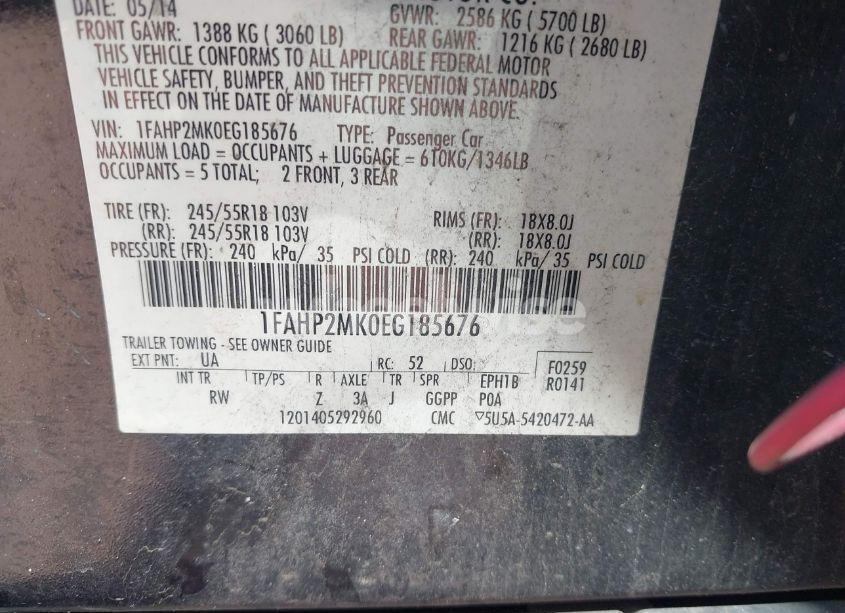 DATE: 05/14
MOTOR CO.
FRONT GAWR: 1388 KG ( 3060 LB)
GVWR: 2586 KG ( 5700 LB)
REAR GAWR: 1216 KG ( 2680 LB)
THIS VEHICLE CONFORMS TO ALL APPLICABLE FEDERAL MOTOR
VEHICLE SAFETY, BUMPER, AND THEFT PREVENTION STANDARDS
IN EFFECT ON THE DATE OF MANUFACTURE SHOWN ABOVE.
VIN: 1FAHP2MK0EG185676 TYPE: Passenger Car
MAXIMUM LOAD = OCCUPANTS + LUGGAGE = 610KG/1346LB
OCCUPANTS = 5 TOTAL; 2 FRONT, 3 REAR
TIRE (FR): 245/55R18 103V RIMS (FR): 18X8.0J
(RR): 245/55R18 103V (RR): 18X8.0J
PRESSURE (FR): 240 kPa/ 35 PSI COLD (RR): 240 kPa/ 35 PSI COLD
1FAHP2MK0EG185676
TRAILER TOWING - SEE OWNER GUIDE
EXT PNT: UA RC: 52 DSO: F0259
INT TR TP/PS R AXLE TR SPR EPH1B R0141
RW Z 3A J GGPP P0A
1201405292960 CMC ▽5U5A-5420472-AA